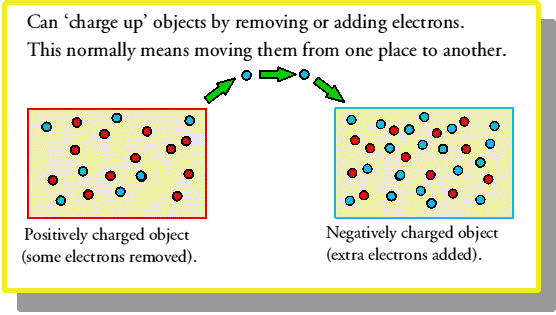 Can ‘charge up’ objects by removing or adding electrons.
This normally means moving them from one place to another.
Positively charged object
(some electrons removed).
Negatively charged object
(extra electrons added).